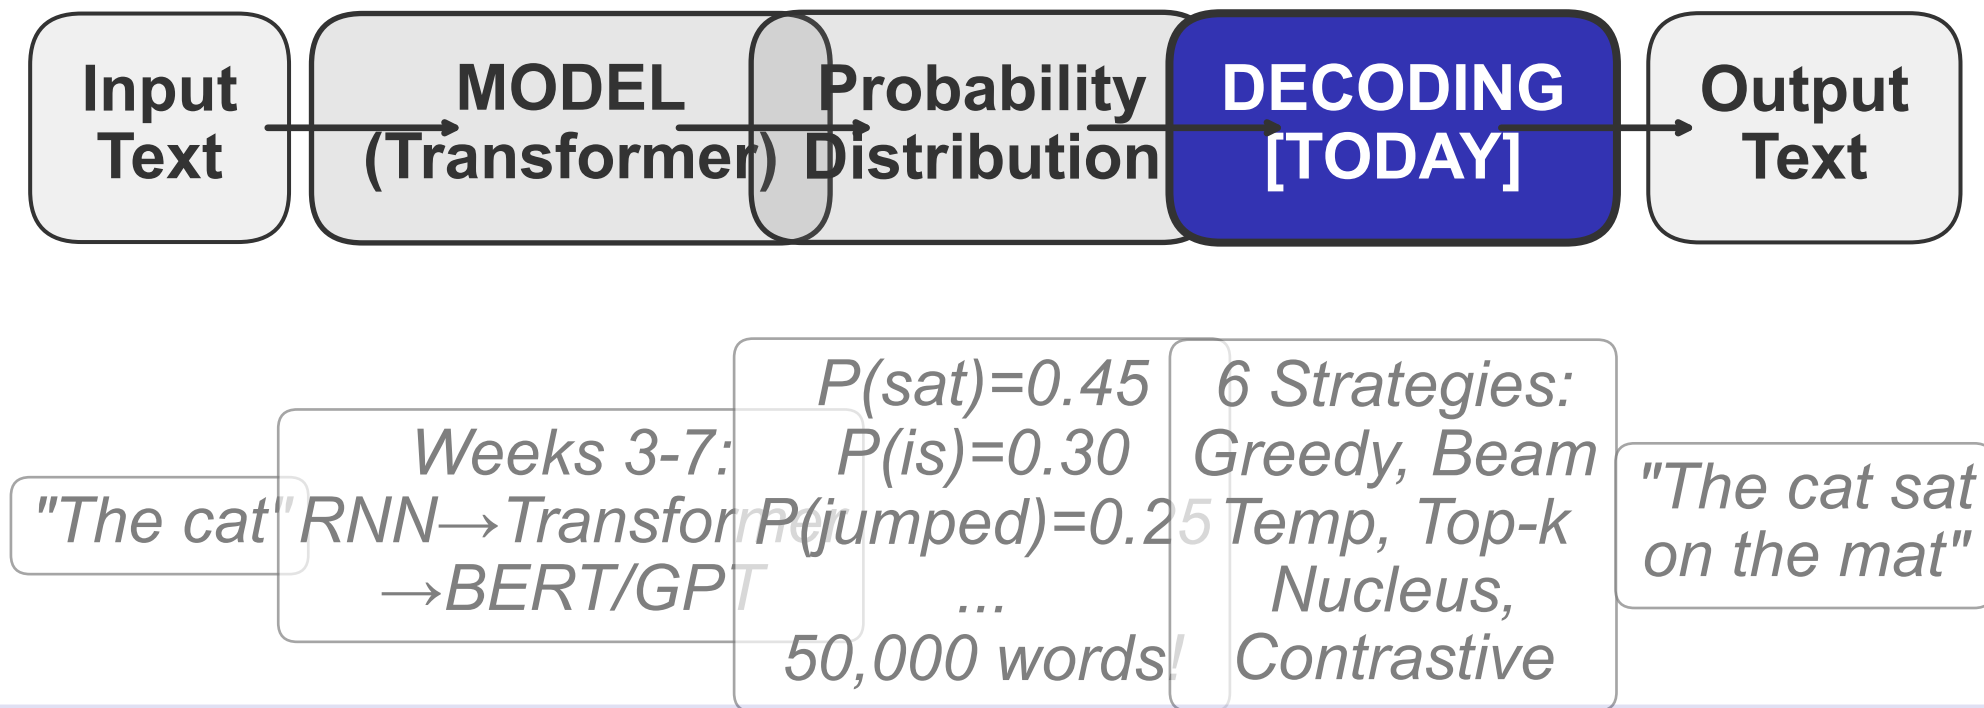 Input
Text
MODEL
(Transformer)
Probability
Distribution
DECODING
[TODAY]
Output
Text
"The cat"
Weeks 3-7:
RNN→Transformer
→BERT/GPT
P(sat)=0.45
P(is)=0.30
P(jumped)=0.25
...
50,000 words!
6 Strategies:
Greedy, Beam
Temp, Top-k
Nucleus,
Contrastive
"The cat sat
on the mat"